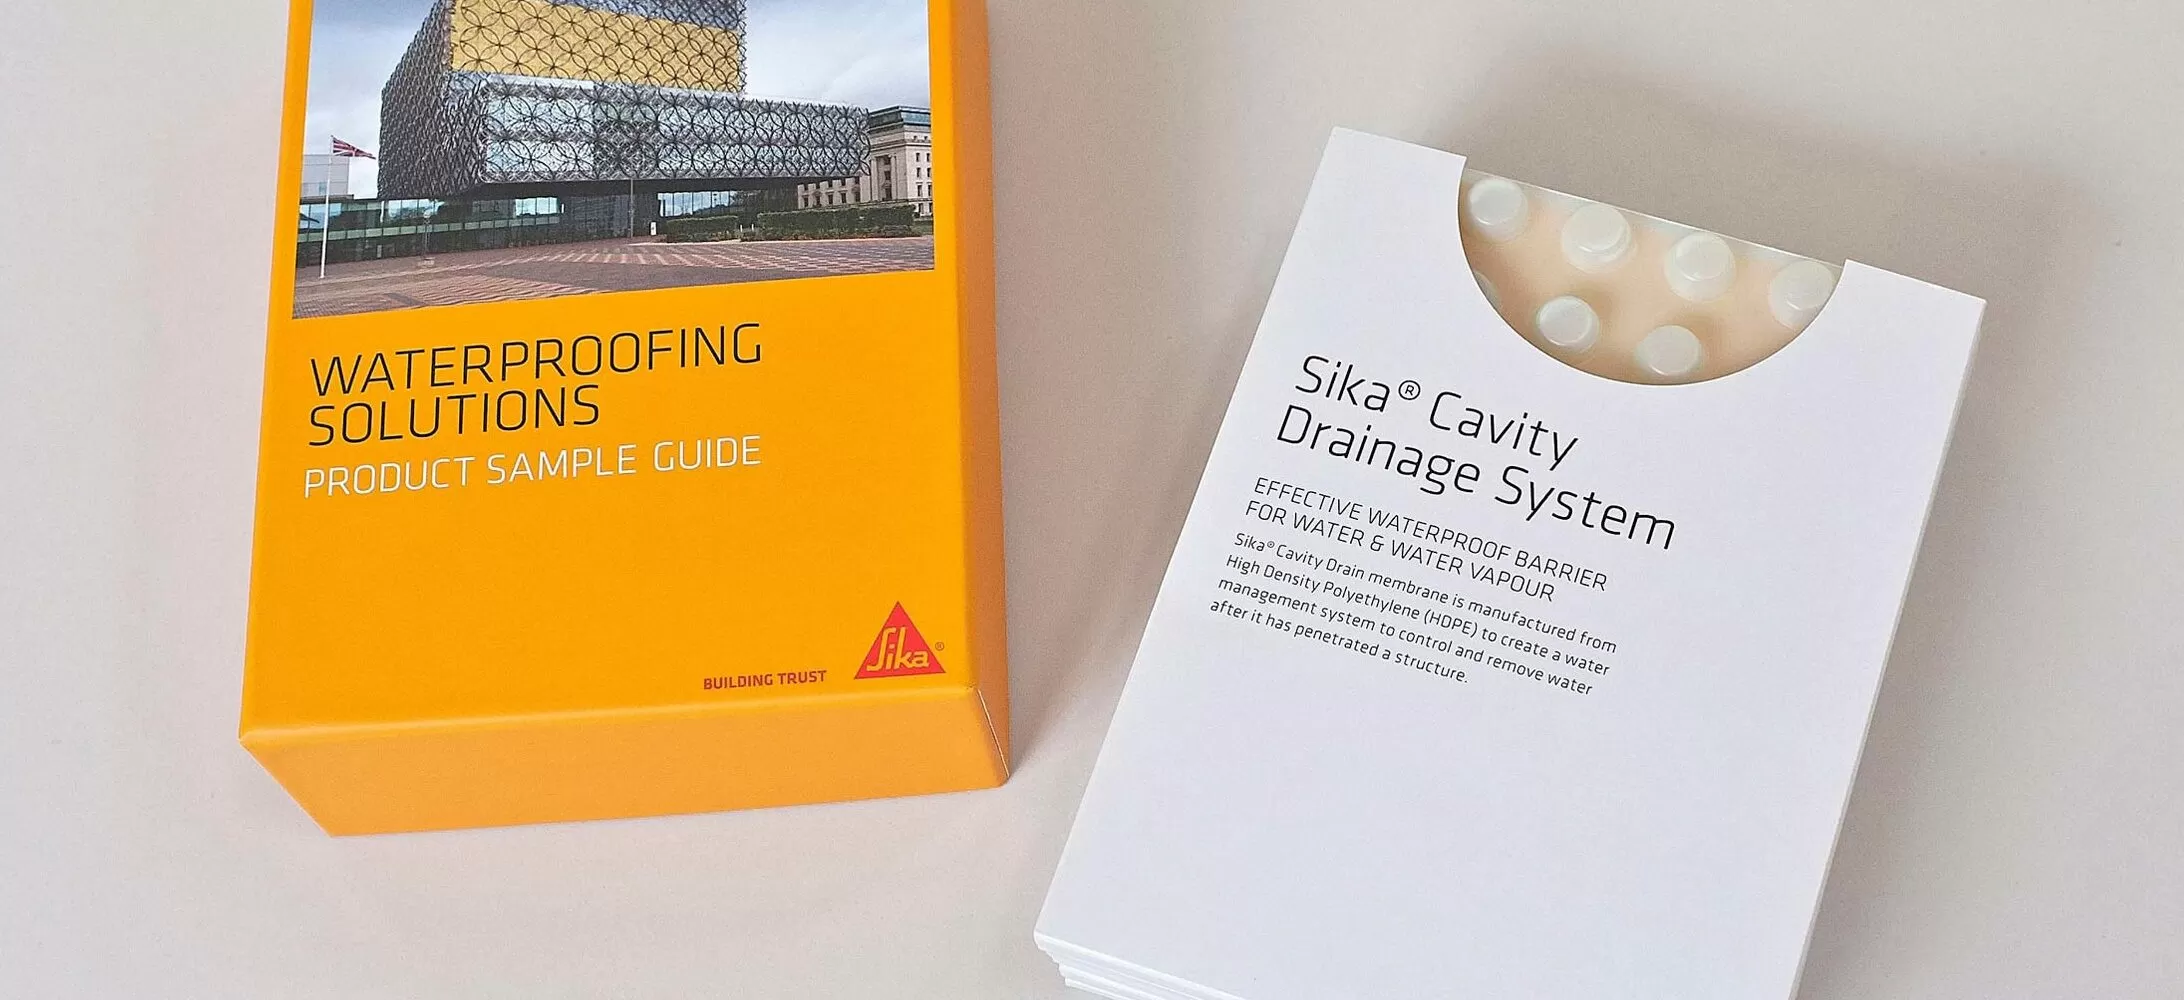 WATERPROOFING
SOLUTIONS
PRODUCT SAMPLE GUIDE
BUILDING TRUST
Sika®
Sika® Cavity
Drainage System
EFFECTIVE WATERPROOF BARRIER
FOR WATER & WATER VAPOUR
Sika® Cavity Drain membrane is manufactured from
High Density Polyethylene (HDPE) to create a water
management system to control and remove water
after it has penetrated a structure.